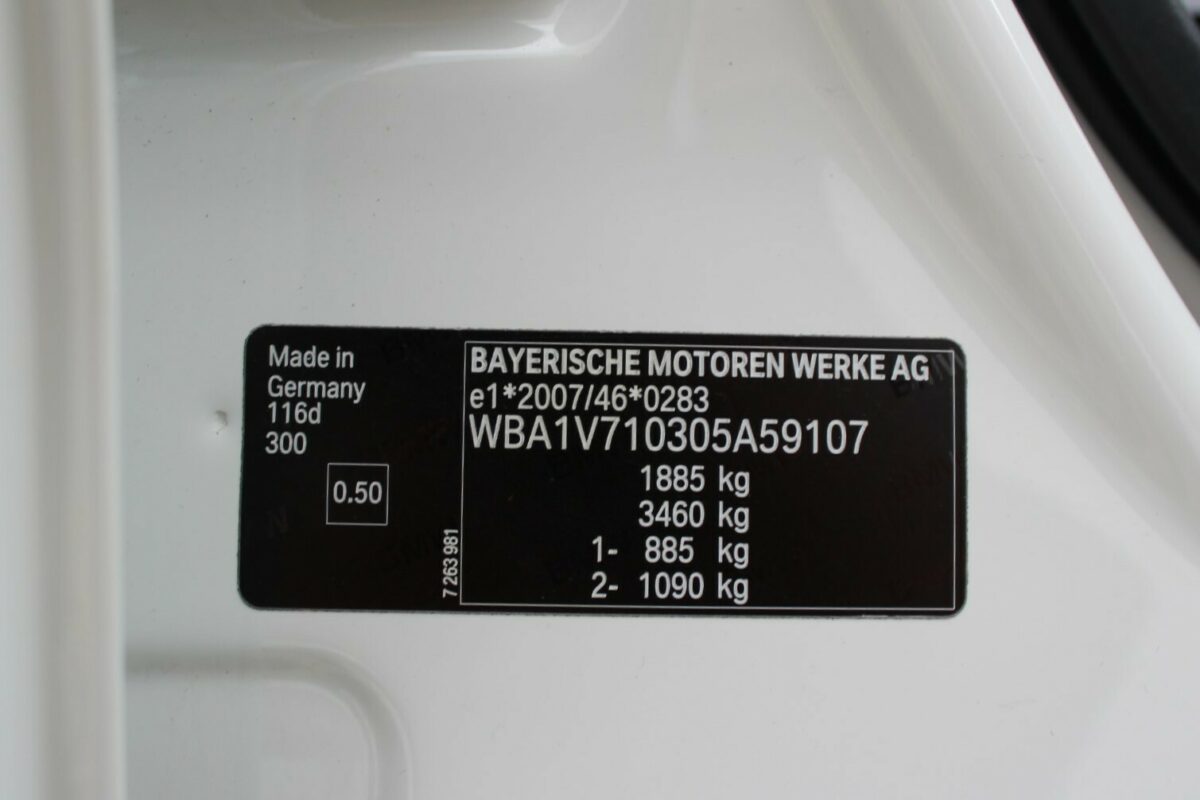 Made in
Germany
116d
300
0.50
7 263 981
BAYERISCHE MOTOREN WERKE AG
e1*2007/46*0283
WBA1V710305A59107
1885 kg
3460 kg
1- 885 kg
2- 1090 kg